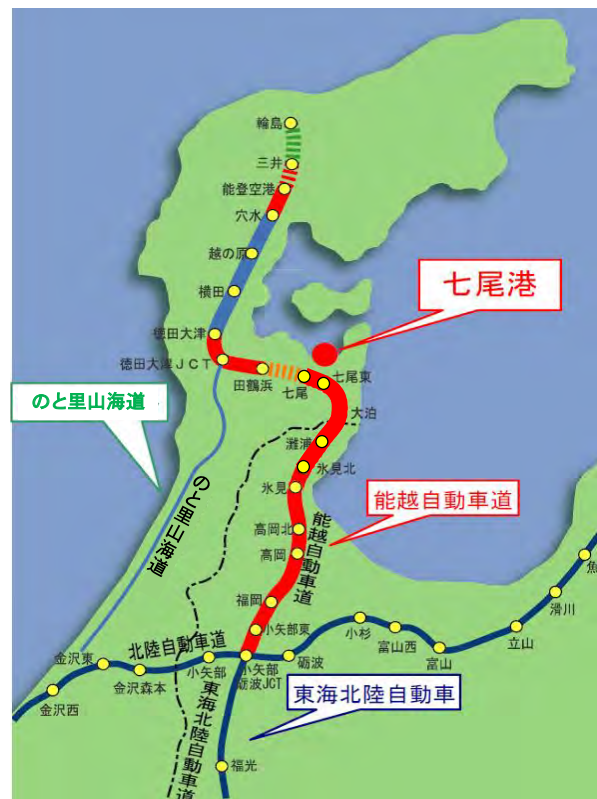 輪島
三井
能登空港
穴水
越の原
横田
徳田大津
徳田大津JCT
田鶴浜
七尾
七尾東
大泊
七尾港
のと里山海道
のと里山海道
灘浦
氷見北
氷見
能越自動車道
能越自動車道
高岡北
高岡
福岡
小矢部東
北陸自動車道
金沢東
金沢西
金沢森本
小矢部
小矢部
砺波JCT
砺波
小杉
富山西
富山
立山
滑川
魚
東海北陸自動車
東海北陸自動車道
福光